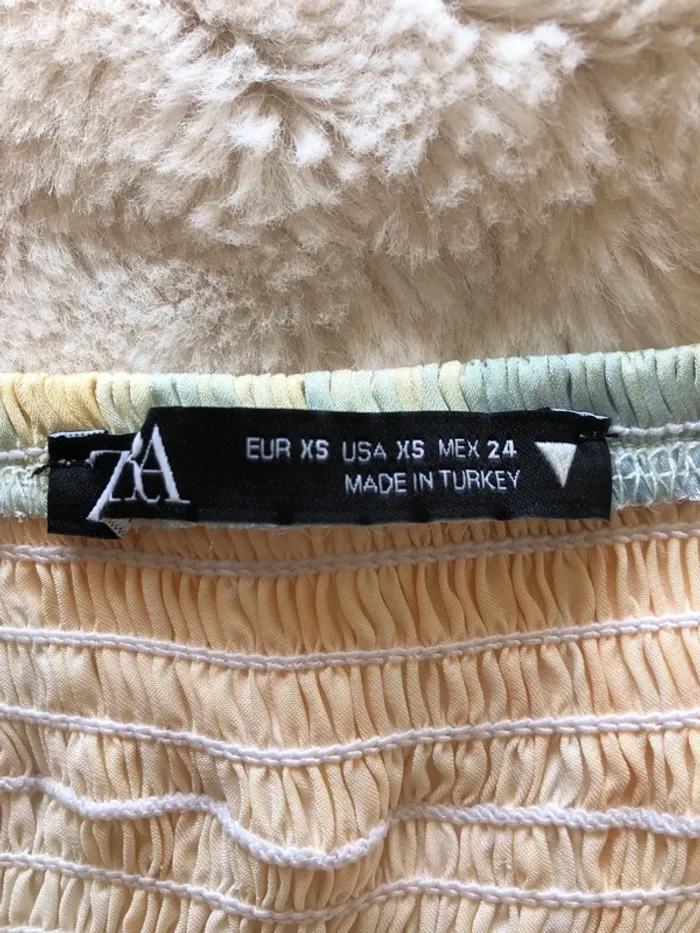 ZA
EUR XS USA XS MEX 24
MADE IN TURKEY